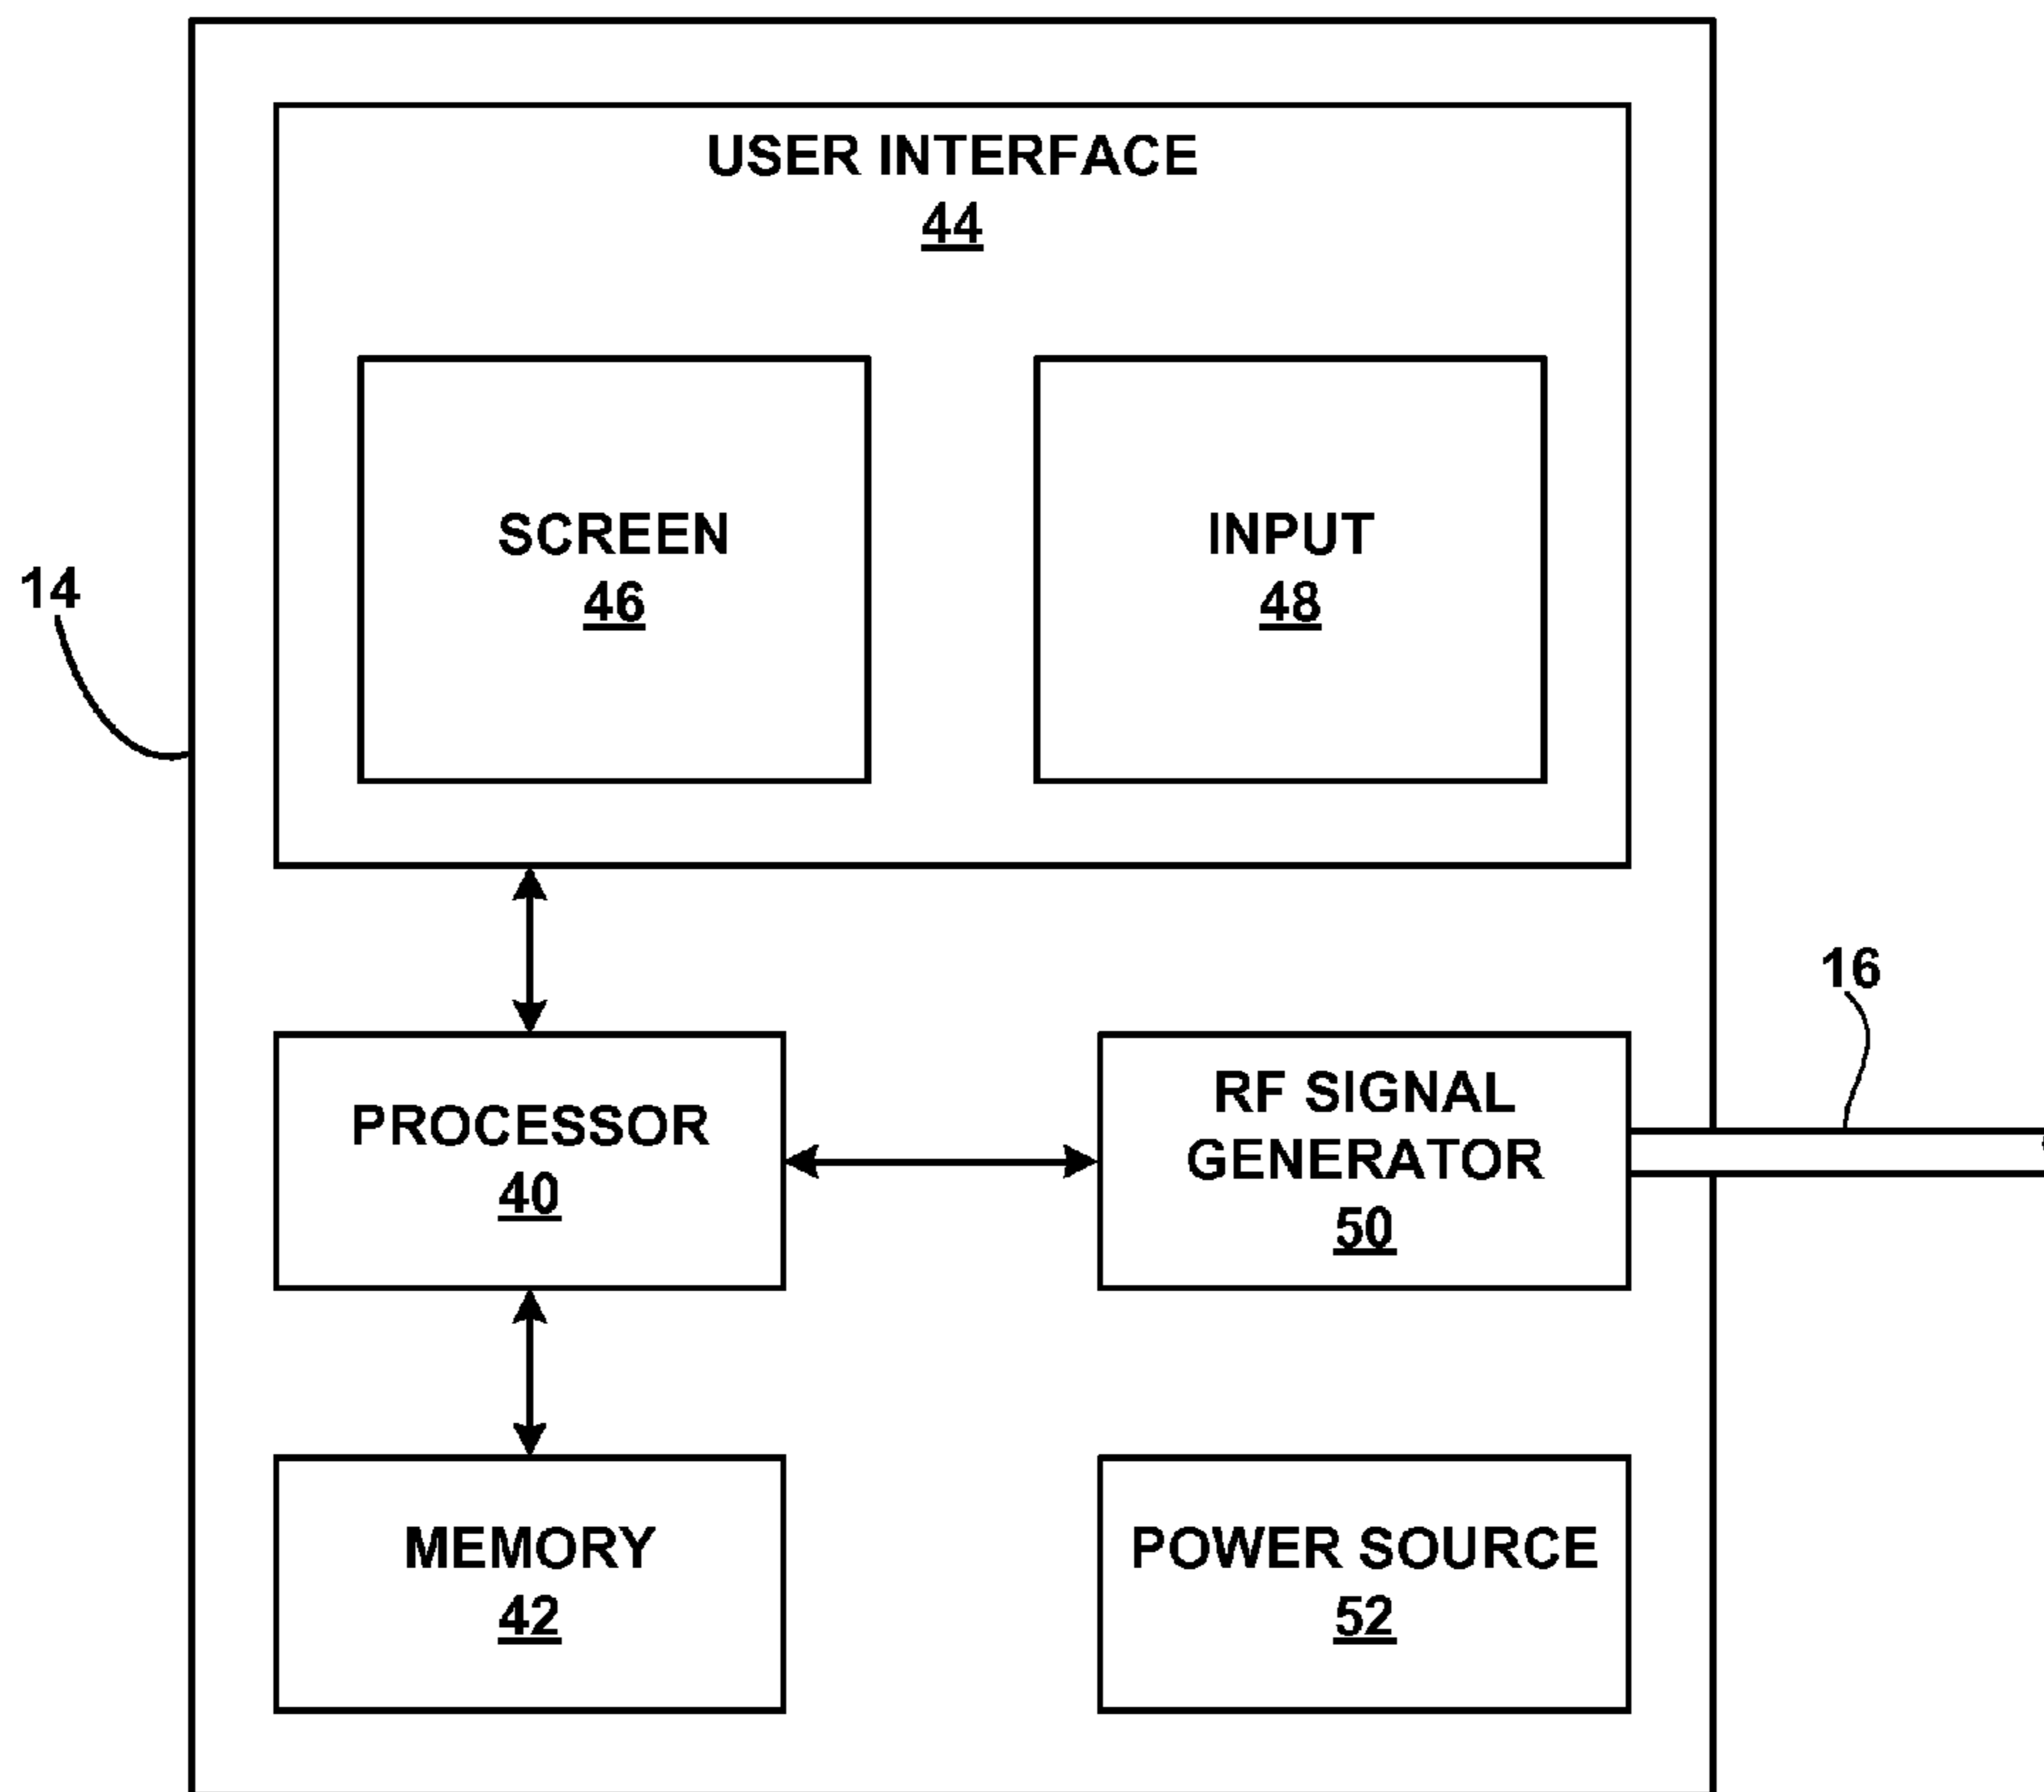 USER INTERFACE
44
SCREEN
46
INPUT
48
14
16
PROCESSOR
40
RF SIGNAL
GENERATOR
50
MEMORY
42
POWER SOURCE
52